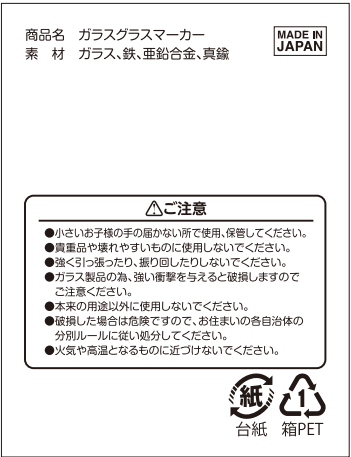 商品名　ガラスグラスマーカー
MADE IN
JAPAN
素　材　ガラス、鉄、亜鉛合金、真鍮
⚠ご注意
●小さいお子様の手の届かない所で使用、保管してください。
●貴重品や壊れやすいものに使用しないでください。
●強く引っ張ったり、振り回したりしないでください。
●ガラス製品の為、強い衝撃を与えると破損しますので
ご注意ください。
●本来の用途以外に使用しないでください。
●破損した場合は危険ですので、お住まいの各自治体の
分別ルールに従い処分してください。
●火気や高温となるものに近づけないでください。
紙
1
台紙　箱PET